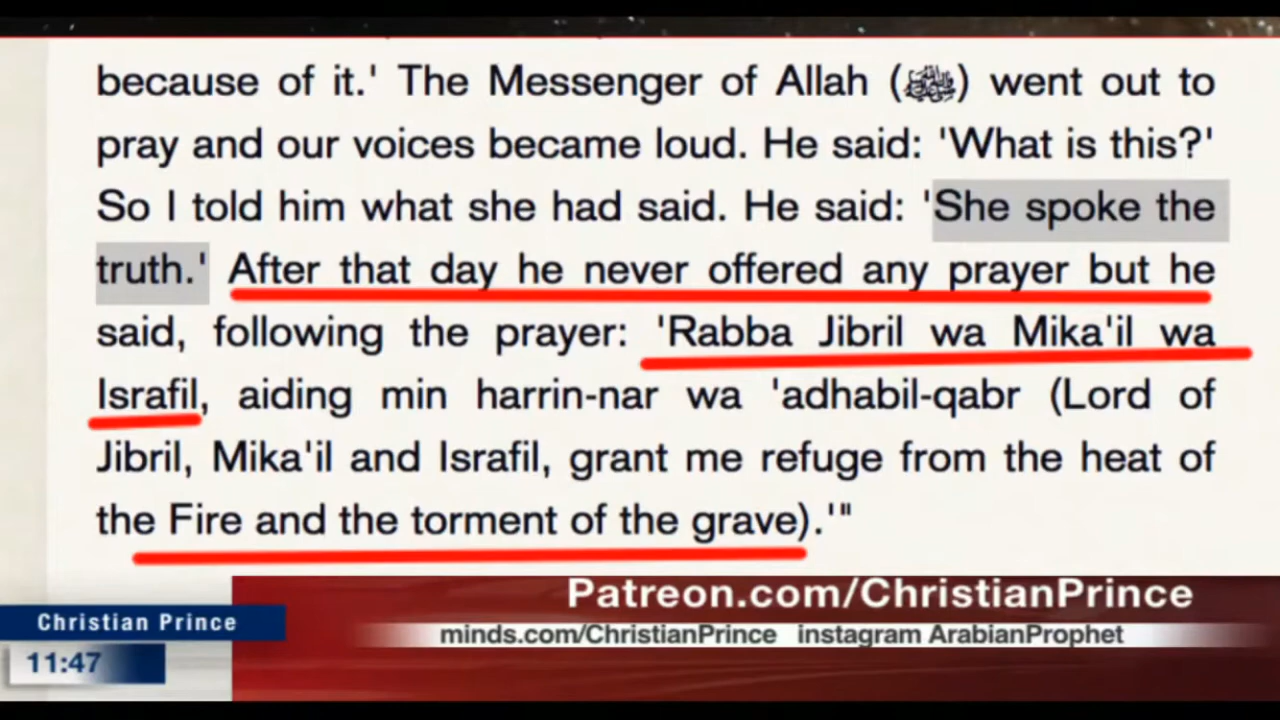 because of it.' The Messenger of Allah (ﷺ) went out to
pray and our voices became loud. He said: 'What is this?'
So I told him what she had said. He said: 'She spoke the
truth.' After that day he never offered any prayer but he
said, following the prayer: 'Rabba Jibril wa Mika'il wa
Israfil, aiding min harrin-nar wa 'adhabil-qabr (Lord of
Jibril, Mika'il and Israfil, grant me refuge from the heat of
the Fire and the torment of the grave).'"
Patreon.com/ChristianPrince
Christian Prince
minds.com/ChristianPrince instagram ArabianProphet
11:47